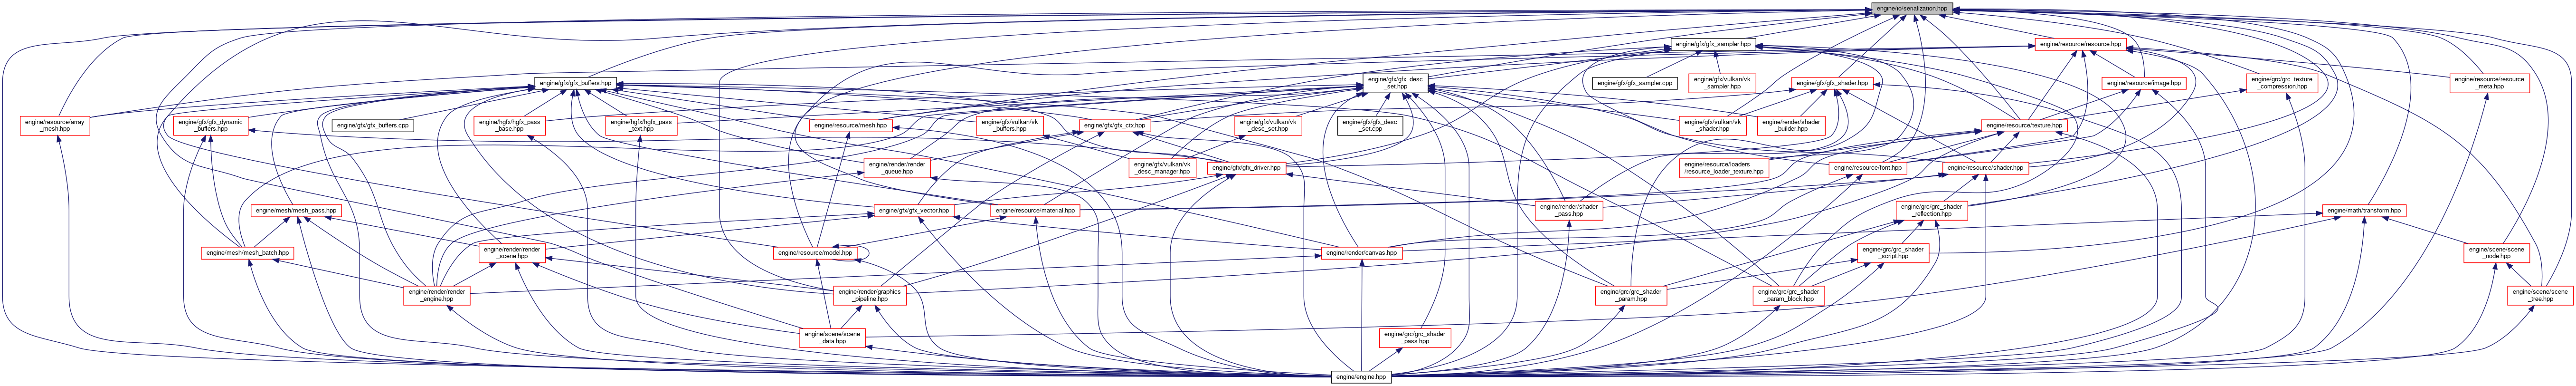 engine/io/serialization.hpp
engine/gfx/gfx_sampler.hpp
engine/resource/resource.hpp
engine/gfx/gfx_buffers.hpp
engine/gfx/gfx_desc
_set.hpp
engine/gfx/gfx_sampler.cpp
engine/gfx/vulkan/vk
_sampler.hpp
engine/gfx/gfx_shader.hpp
engine/resource/image.hpp
engine/grc/grc_texture
_compression.hpp
engine/resource/resource
_meta.hpp
engine/resource/array
_mesh.hpp
engine/gfx/gfx_dynamic
_buffers.hpp
engine/gfx/gfx_buffers.cpp
engine/hgfx/hgfx_pass
_base.hpp
engine/hgfx/hgfx_pass
_text.hpp
engine/resource/mesh.hpp
engine/gfx/vulkan/vk
_buffers.hpp
engine/gfx/gfx_ctx.hpp
engine/gfx/vulkan/vk
_desc_set.hpp
engine/gfx/gfx_desc
_set.cpp
engine/gfx/vulkan/vk
_shader.hpp
engine/render/shader
_builder.hpp
engine/resource/texture.hpp
engine/render/render
_queue.hpp
engine/gfx/vulkan/vk
_desc_manager.hpp
engine/gfx/gfx_driver.hpp
engine/resource/loaders
/resource_loader_texture.hpp
engine/resource/font.hpp
engine/resource/shader.hpp
engine/mesh/mesh_pass.hpp
engine/gfx/gfx_vector.hpp
engine/resource/material.hpp
engine/render/shader
_pass.hpp
engine/grc/grc_shader
_reflection.hpp
engine/math/transform.hpp
engine/mesh/mesh_batch.hpp
engine/render/render
_scene.hpp
engine/resource/model.hpp
engine/render/canvas.hpp
engine/grc/grc_shader
_script.hpp
engine/scene/scene
_node.hpp
engine/render/render
_engine.hpp
engine/render/graphics
_pipeline.hpp
engine/grc/grc_shader
_param.hpp
engine/grc/grc_shader
_param_block.hpp
engine/scene/scene
_tree.hpp
engine/scene/scene
_data.hpp
engine/grc/grc_shader
_pass.hpp
engine/engine.hpp